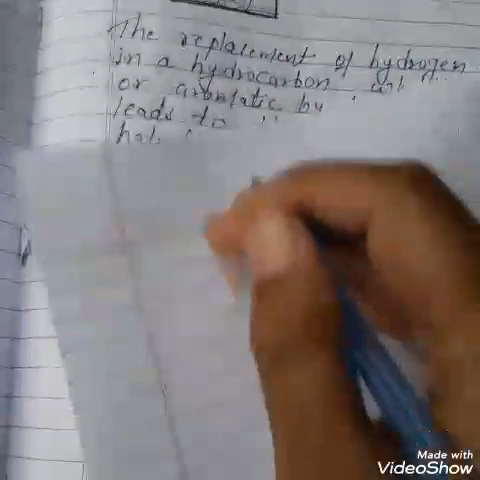 The replacement of hydrogen
in a hydrocarbon
or aromatic by
leads to
Made with
VideoShow